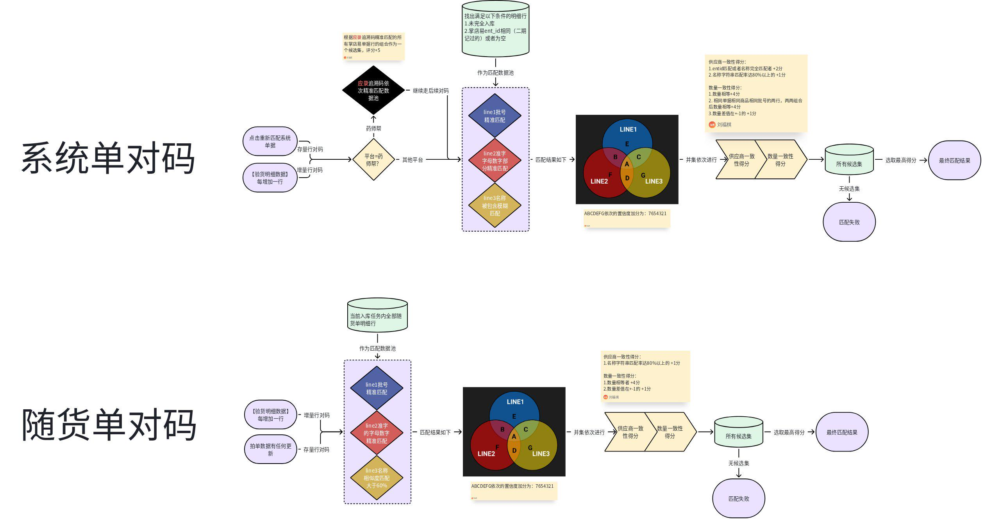 系统单对码
找出满足以下条件的明细行
1.未完全入库
2.掌店易ent_id相同（二期
记过的）或者为空
作为匹配数据池
根据应录追溯码精准匹配的所
有掌店易单据行的组合作为一
个候选集，评分+5
刘福棋
应录追溯码依
次精准匹配数
据池
继续走后续对码
药师帮
点击重新匹配系统
单据
存量行对码
【验货明细数据】
每增加一行
增量行对码
平台=药
师帮？
其他平台
line1批号
精准匹配
line2准字
字母数字部
分精准匹配
line3名称
被包含模糊
匹配
匹配结果如下
LINE1
E
B
C
A
F
D
G
LINE2
LINE3
ABCDEFG依次的置信度加分为：7654321
并集依次进行
供应商一致性得分：
1.entid匹配或者名称完全匹配者 +2分
2.名称字符串匹配率达80%以上的 +1分
数量一致性得分：
1.数量相等+4分
2. 相同单据相同商品相同批号的两行，两两组合
后数量相等+4分
3.数量差值在+-1的 +1分
刘福棋
供应商一致
性得分
数量一致性
得分
所有候选集
选取最高得分
最终匹配结果
无候选集
匹配失败
随货单对码
当前入库任务内全部随
货单明细行
作为匹配数据池
【验货明细数据】
每增加一行
增量行对码
拍单数据有任何更
新
存量行对码
line1批号
精准匹配
line2准字
的字母数字
精准匹配
line3名称
相似度匹配
大于60%
匹配结果如下
LINE1
E
B
C
A
F
D
G
LINE2
LINE3
ABCDEFG依次的置信度加分为：7654321
并集依次进行
供应商一致性得分：
1.名称字符串匹配率达80%以上的 +1分
数量一致性得分：
1.数量相等者 +4分
2.数量差值在+-1的 +1分
刘福棋
供应商一致
性得分
数量一致性
得分
所有候选集
选取最高得分
最终匹配结果
无候选集
匹配失败